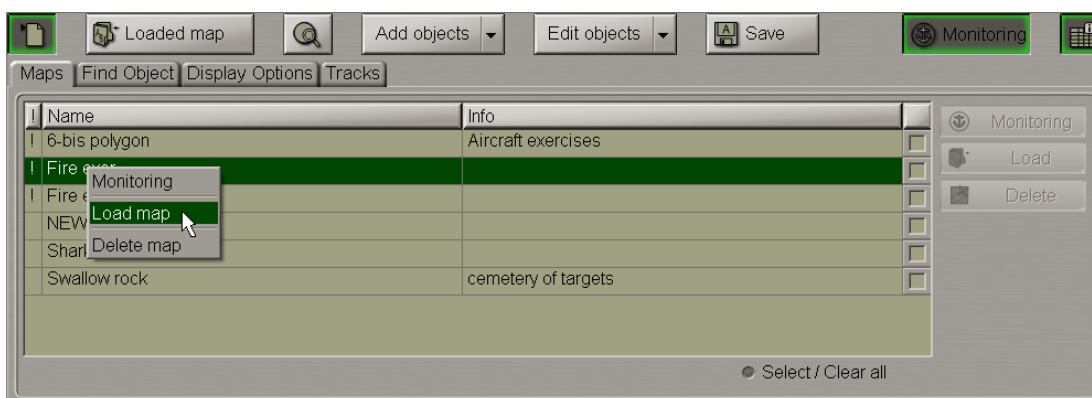 Loaded map Add objects Edit objects Save Monitoring
Maps Find Object Display Options Tracks
! Name Info
! 6-bis polygon Aircraft exercises Monitoring
! Fire exer Load
Monitoring
! Fire Delete
Load map
NEW
Delete map
Shar
Swallow rock cemetery of targets
Select / Clear all